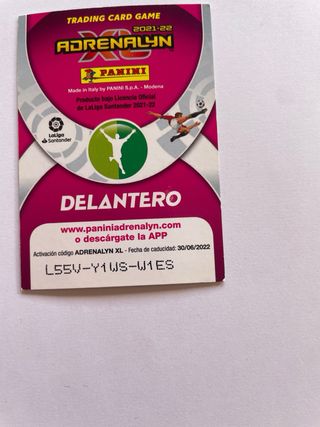 TRADING CARD GAME
2021-22
ADRENALYN
XL
PANINI
Made in Italy by PANINI S.p.A. - Modena
Producto bajo Licencia Oficial
de LaLiga Santander 2021-22
LaLiga
Santander
DELANTERO
www.paniniadrenalyn.com
o descárgate la APP
Activación código ADRENALYN XL - Fecha de caducidad: 30/06/2022
L55V-Y1WS-W1ES